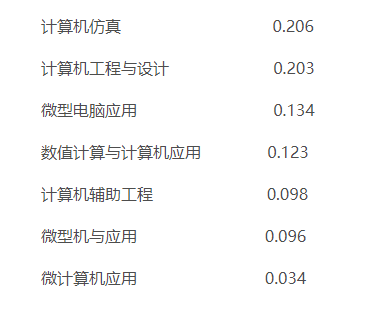 计算机仿真 0.206
计算机工程与设计 0.203
微型电脑应用 0.134
数值计算与计算机应用 0.123
计算机辅助工程 0.098
微型机与应用 0.096
微计算机应用 0.034